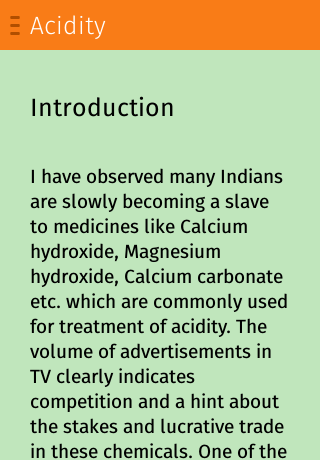 Acidity
Introduction
I have observed many Indians
are slowly becoming a slave
to medicines like Calcium
hydroxide, Magnesium
hydroxide, Calcium carbonate
etc. which are commonly used
for treatment of acidity. The
volume of advertisements in
TV clearly indicates
competition and a hint about
the stakes and lucrative trade
in these chemicals. One of the